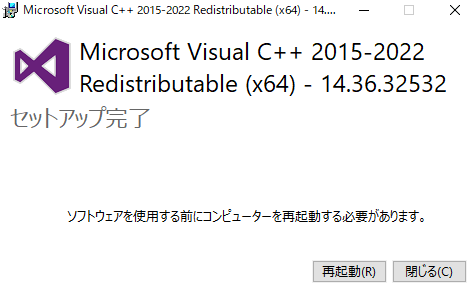 Microsoft Visual C++ 2015-2022 Redistributable (x64) - 14....
Microsoft Visual C++ 2015-2022
Redistributable (x64) - 14.36.32532
セットアップ完了
ソフトウェアを使用する前にコンピューターを再起動する必要があります。
再起動(R) 閉じる(C)